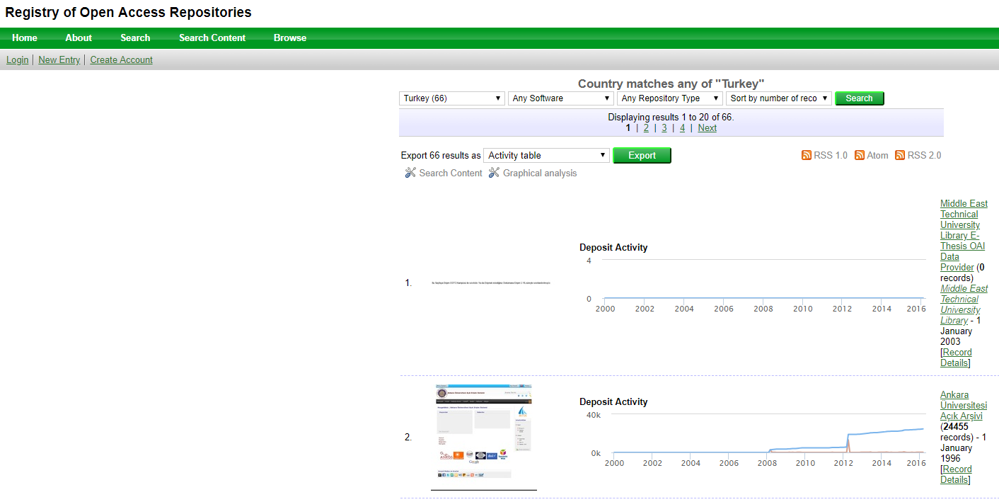 Registry of Open Access Repositories
Home About Search Search Content Browse
Login New Entry Create Account
Country matches any of "Turkey"
Turkey (66) Any Software Any Repository Type Sort by number of reco Search
Displaying results 1 to 20 of 66.
1 | 2 | 3 | 4 | Next
Export 66 results as Activity table Export RSS 1.0 Atom RSS 2.0
Search Content Graphical analysis
1.
Deposit Activity
4
0
2000 2002 2004 2006 2008 2010 2012 2014 2016
Middle East
Technical
University
Library E-
Thesis OAI
Data
Provider (0
records)
Middle East
Technical
University
Library - 1
January
2003
[Record
Details]
2.
Google
Deposit Activity
40k
0k
2000 2002 2004 2006 2008 2010 2012 2014 2016
Ankara
Üniversitesi
Açık Arşivi
(24455
records) - 1
January
1996
[Record
Details]